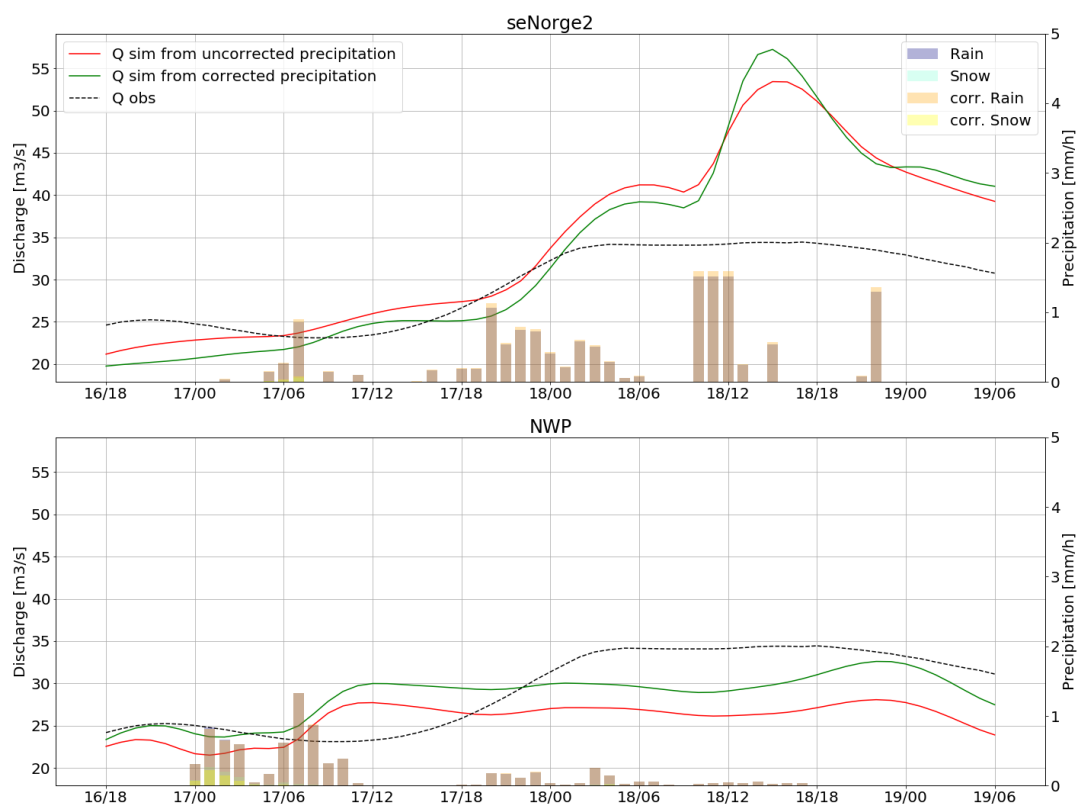 seNorge2
Q sim from uncorrected precipitation
Q sim from corrected precipitation
Q obs
Rain
Snow
corr. Rain
corr. Snow
Discharge [m3/s]
55
50
45
40
35
30
25
20
Precipitation [mm/h]
5
4
3
2
1
0
16/18 17/00 17/06 17/12 17/18 18/00 18/06 18/12 18/18 19/00 19/06
NWP
Discharge [m3/s]
55
50
45
40
35
30
25
20
Precipitation [mm/h]
5
4
3
2
1
0
16/18 17/00 17/06 17/12 17/18 18/00 18/06 18/12 18/18 19/00 19/06